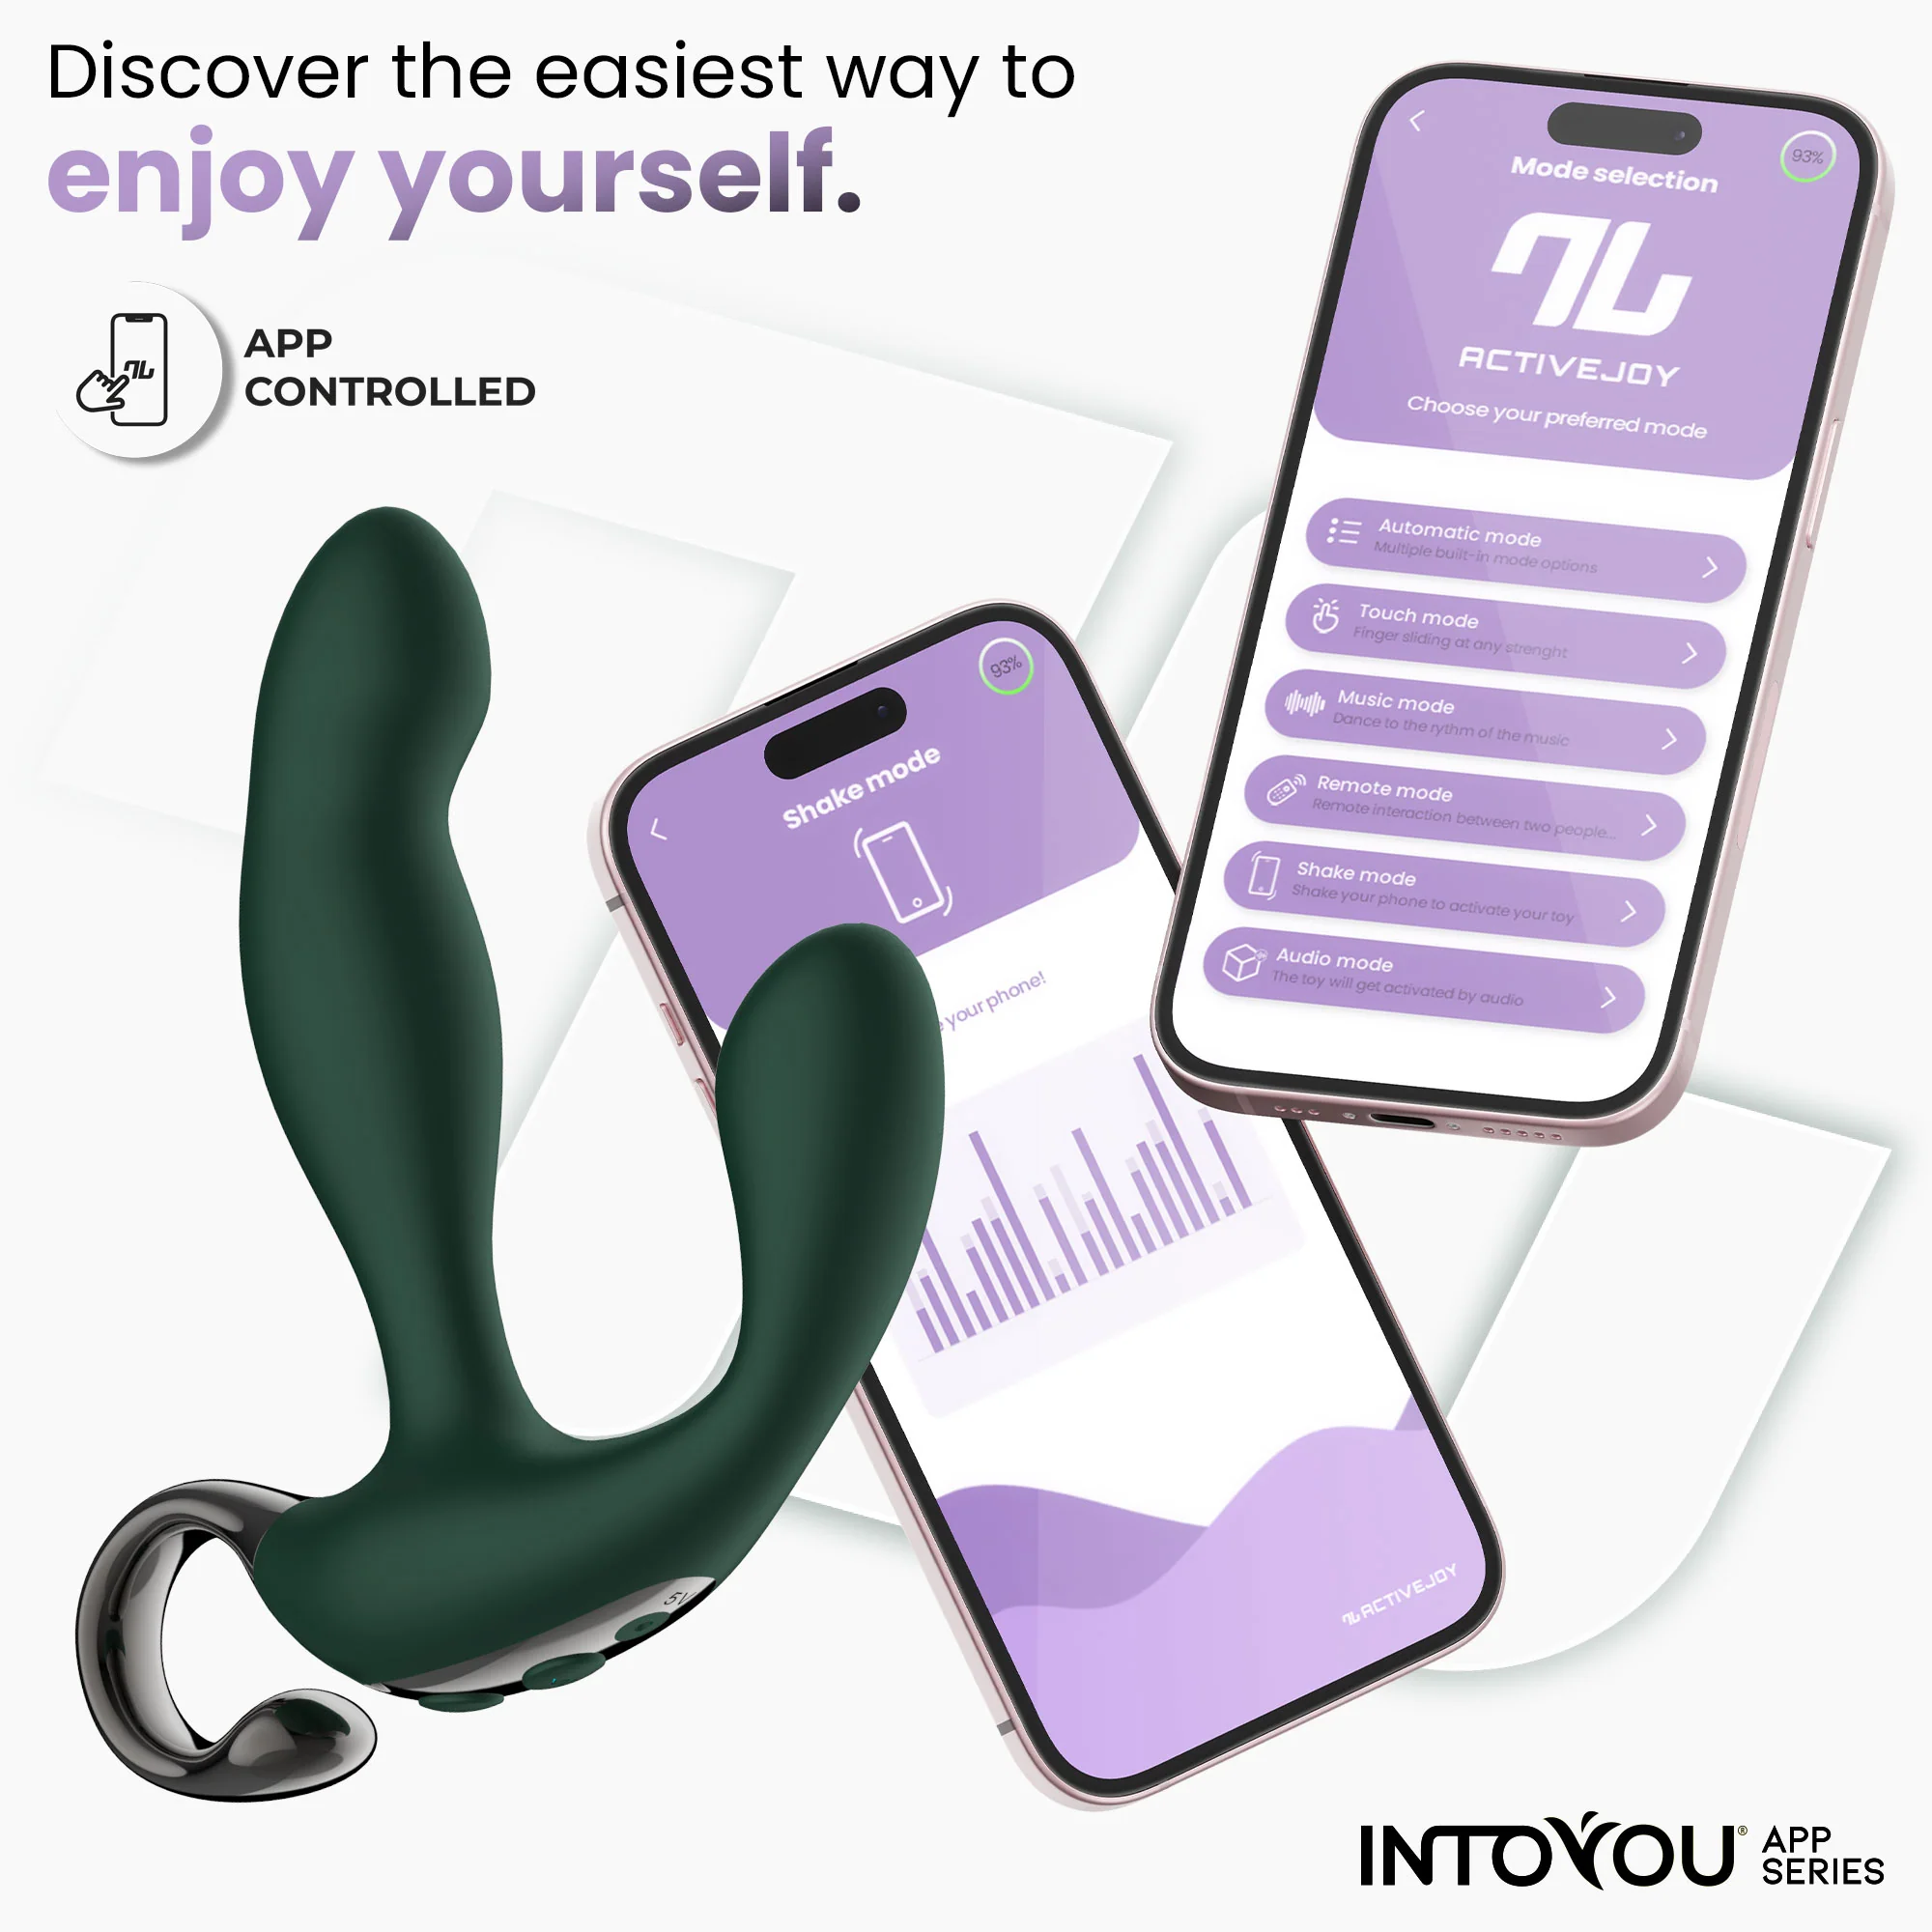 Discover the easiest way to
enjoy yourself.
APP
CONTROLLED
93%
Mode selection
ACTIVEJOY
Choose your preferred mode
Automatic mode
Multiple built-in mode options
Touch mode
Finger sliding at any strenght
Music mode
Dance to the rythm of the music
Remote mode
Remote interaction between two people...
Shake mode
Shake your phone to activate your toy
Audio mode
The toy will get activated by audio
93%
Shake mode
your phone!
ACTIVEJOY
5V
INTOYOU® APP
SERIES